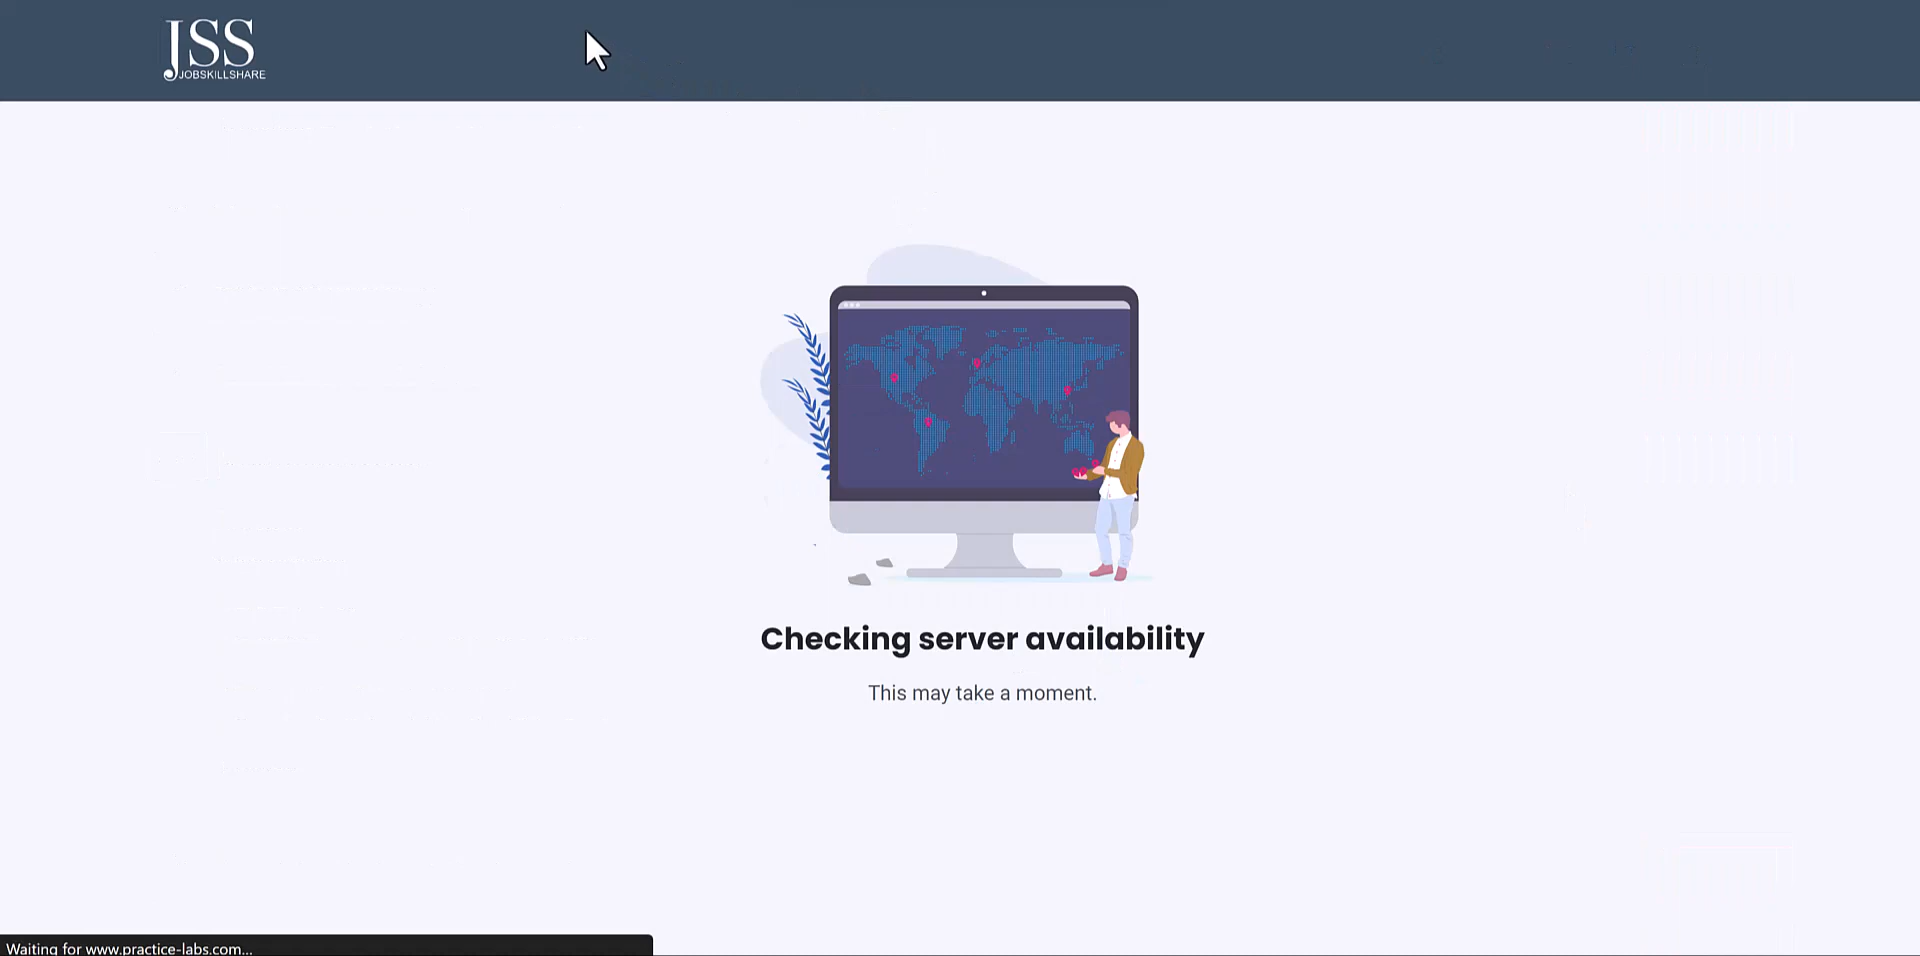 JSS
JOBSKILLSHARE
Checking server availability
This may take a moment.
Waiting for www.practice-labs.com...